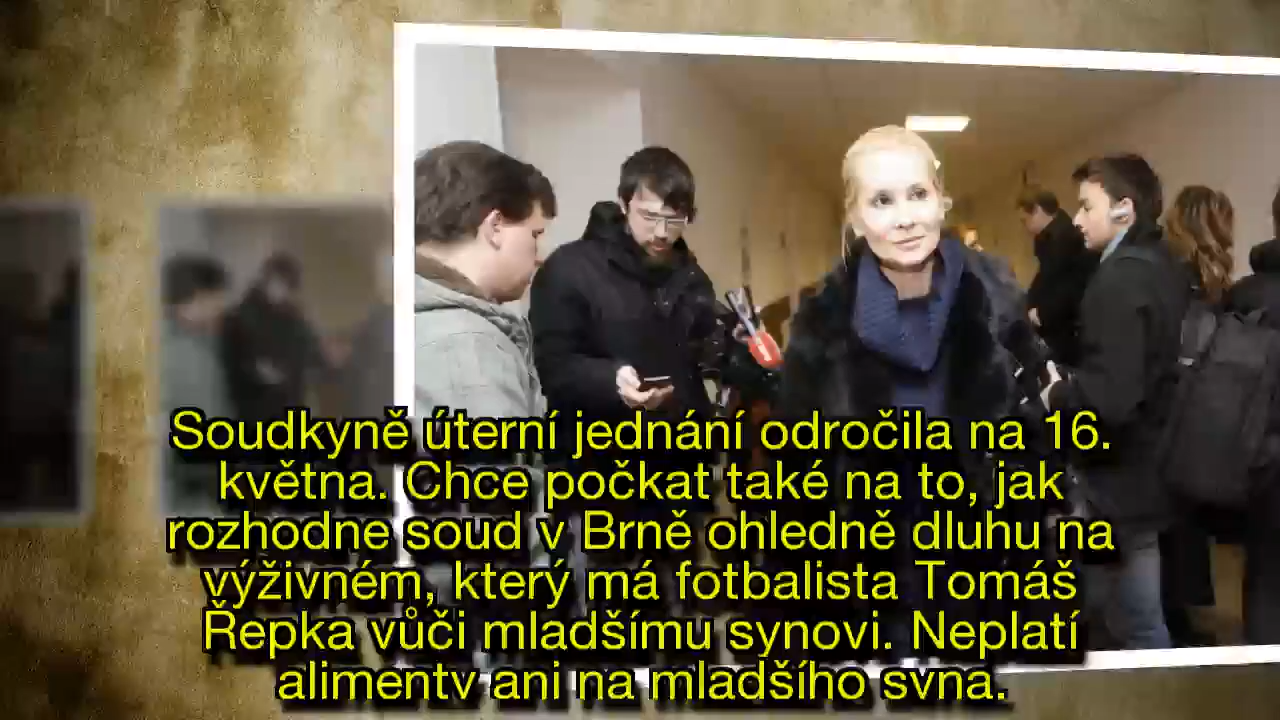 Soudkyně úterní jednání odročila na 16.
května. Chce počkat také na to, jak
rozhodne soud v Brně ohledně dluhu na
výživném, který má fotbalista Tomáš
Řepka vůči mladšímu synovi. Neplatí
alimenty ani na mladšího syna.